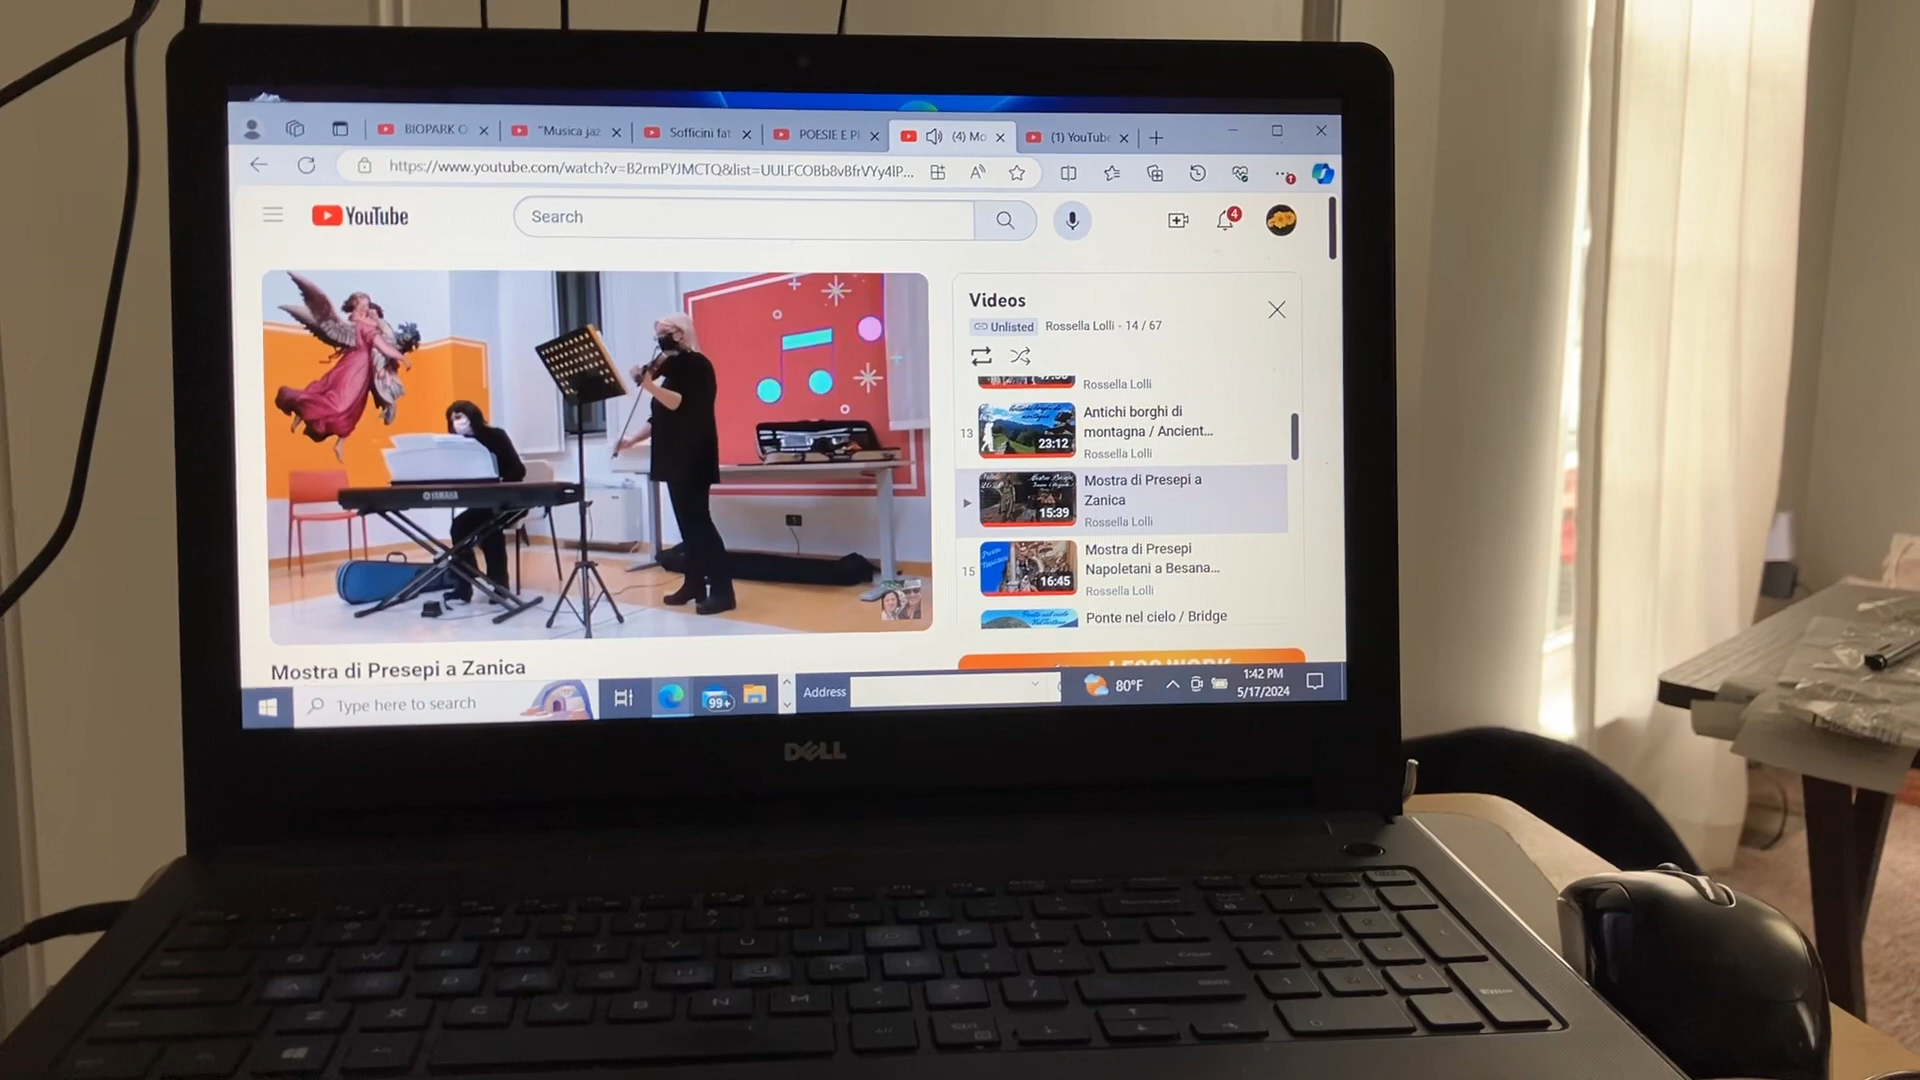 BIOPARK O
"Musica jaz
Sofficini fat
POESIE E PI
(4) Mo
(1) YouTube
https://www.youtube.com/watch?v=B2rmPYJMCTQ&list=UULFCOBb8vBfrVYy4lP...
YouTube
Search
4
Videos
Unlisted
Rossella Lolli - 14 / 67
Rossella Lolli
13
23:12
Antichi borghi di
montagna / Ancient...
Rossella Lolli
15:39
Mostra di Presepi a
Zanica
Rossella Lolli
15
16:45
Mostra di Presepi
Napoletani a Besana...
Rossella Lolli
Ponte nel cielo / Bridge
YAMAHA
Mostra di Presepi a Zanica
Type here to search
99+
Address
80°F
1:42 PM
5/17/2024
DELL